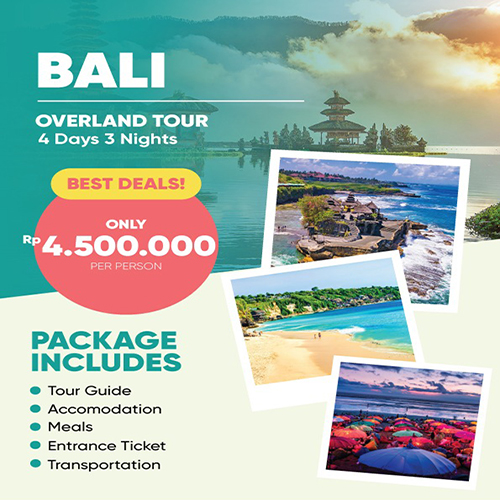 BALI
OVERLAND TOUR
4 Days 3 Nights
BEST DEALS!
ONLY
Rp 4.500.000
PER PERSON
PACKAGE
INCLUDES
Tour Guide
Accomodation
Meals
Entrance Ticket
Transportation